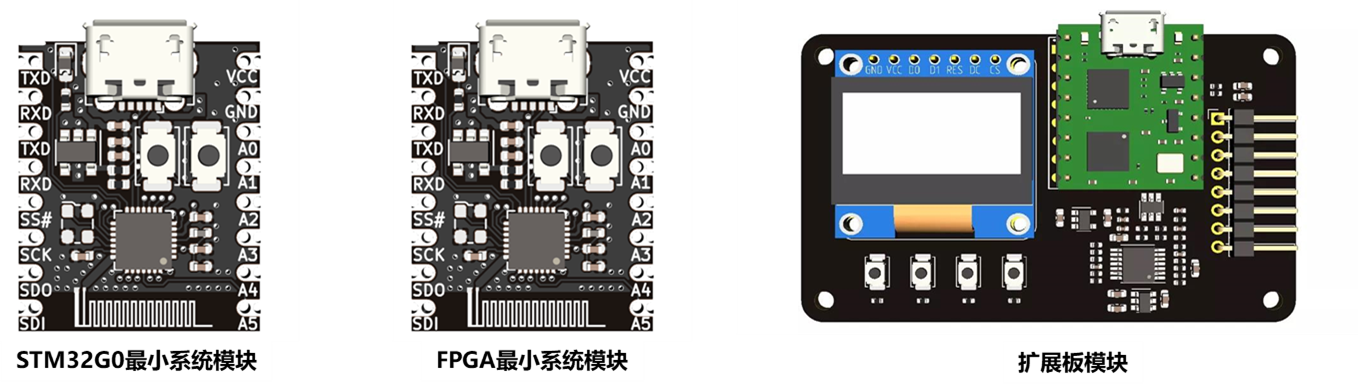 TXD
RXD
TXD
RXD
SS#
SCK
SDO
SDI
VCC
GND
A0
A1
A2
A3
A4
A5
STM32G0最小系统模块
TXD
RXD
TXD
RXD
SS#
SCK
SDO
SDI
VCC
GND
A0
A1
A2
A3
A4
A5
FPGA最小系统模块
GND VCC D0 D1 RES DC CS
扩展板模块